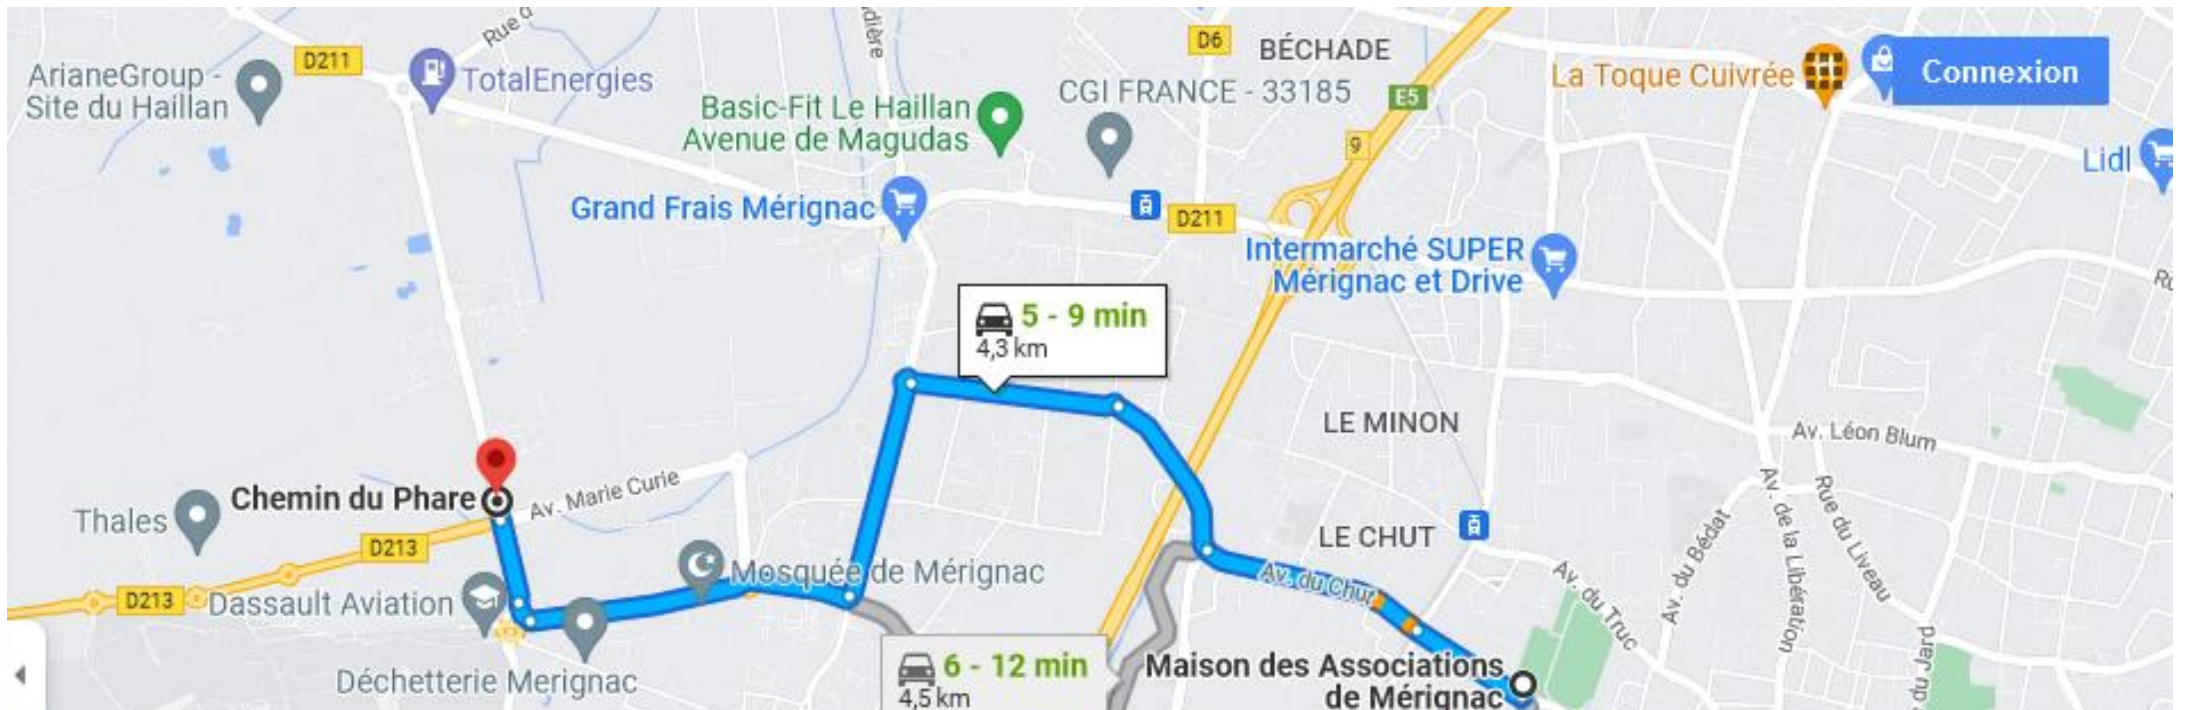 Rue d
dière
D6
BÉCHADE
D211
ArianeGroup -
Site du Haillan
TotalEnergies
Basic-Fit Le Haillan
Avenue de Magudas
CGI FRANCE - 33185
E5
La Toque Cuivrée
Connexion
9
Lidl
Grand Frais Mérignac
D211
Intermarché SUPER
Mérignac et Drive
5 - 9 min
4,3 km
LE MINON
Av. Léon Blum
Chemin du Phare
Av. Marie Curie
Thales
D213
LE CHUT
Av. du Bédat
Av. de la Libération
Rue du Liveau
Mosquée de Mérignac
Av. du Chut
Av. du Truc
D213
Dassault Aviation
Déchetterie Merignac
6 - 12 min
4,5 km
Maison des Associations
de Mérignac
du Jard